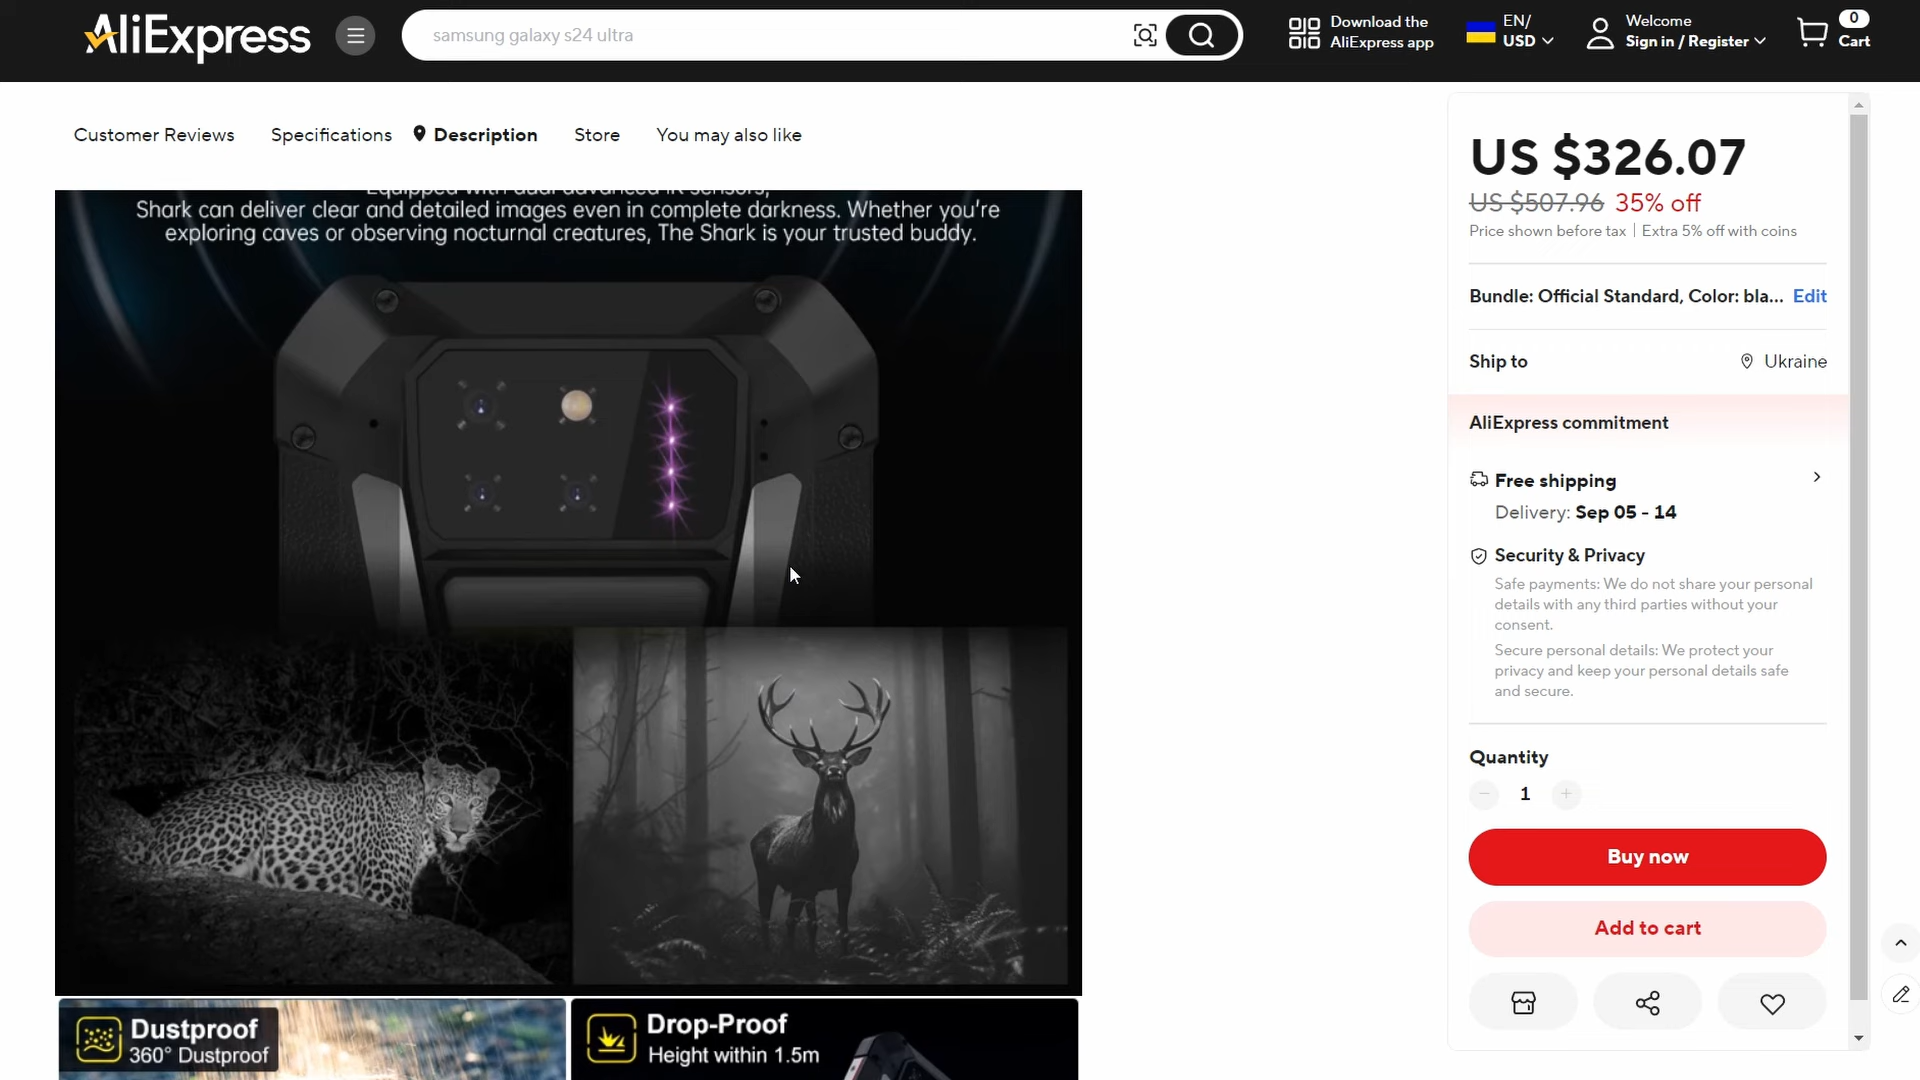 AliExpress
samsung galaxy s24 ultra
Download the
AliExpress app
EN/
USD
Welcome
Sign in / Register
0
Cart
Customer Reviews
Specifications
Description
Store
You may also like
Equipped with dual advanced IR sensors,
Shark can deliver clear and detailed images even in complete darkness. Whether you're
exploring caves or observing nocturnal creatures, The Shark is your trusted buddy.
Dustproof
360° Dustproof
Drop-Proof
Height within 1.5m
US $326.07
US $507.96 35% off
Price shown before tax | Extra 5% off with coins
Bundle: Official Standard, Color: bla... Edit
Ship to
Ukraine
AliExpress commitment
Free shipping
Delivery: Sep 05 - 14
Security & Privacy
Safe payments: We do not share your personal
details with any third parties without your
consent.
Secure personal details: We protect your
privacy and keep your personal details safe
and secure.
Quantity
1
Buy now
Add to cart